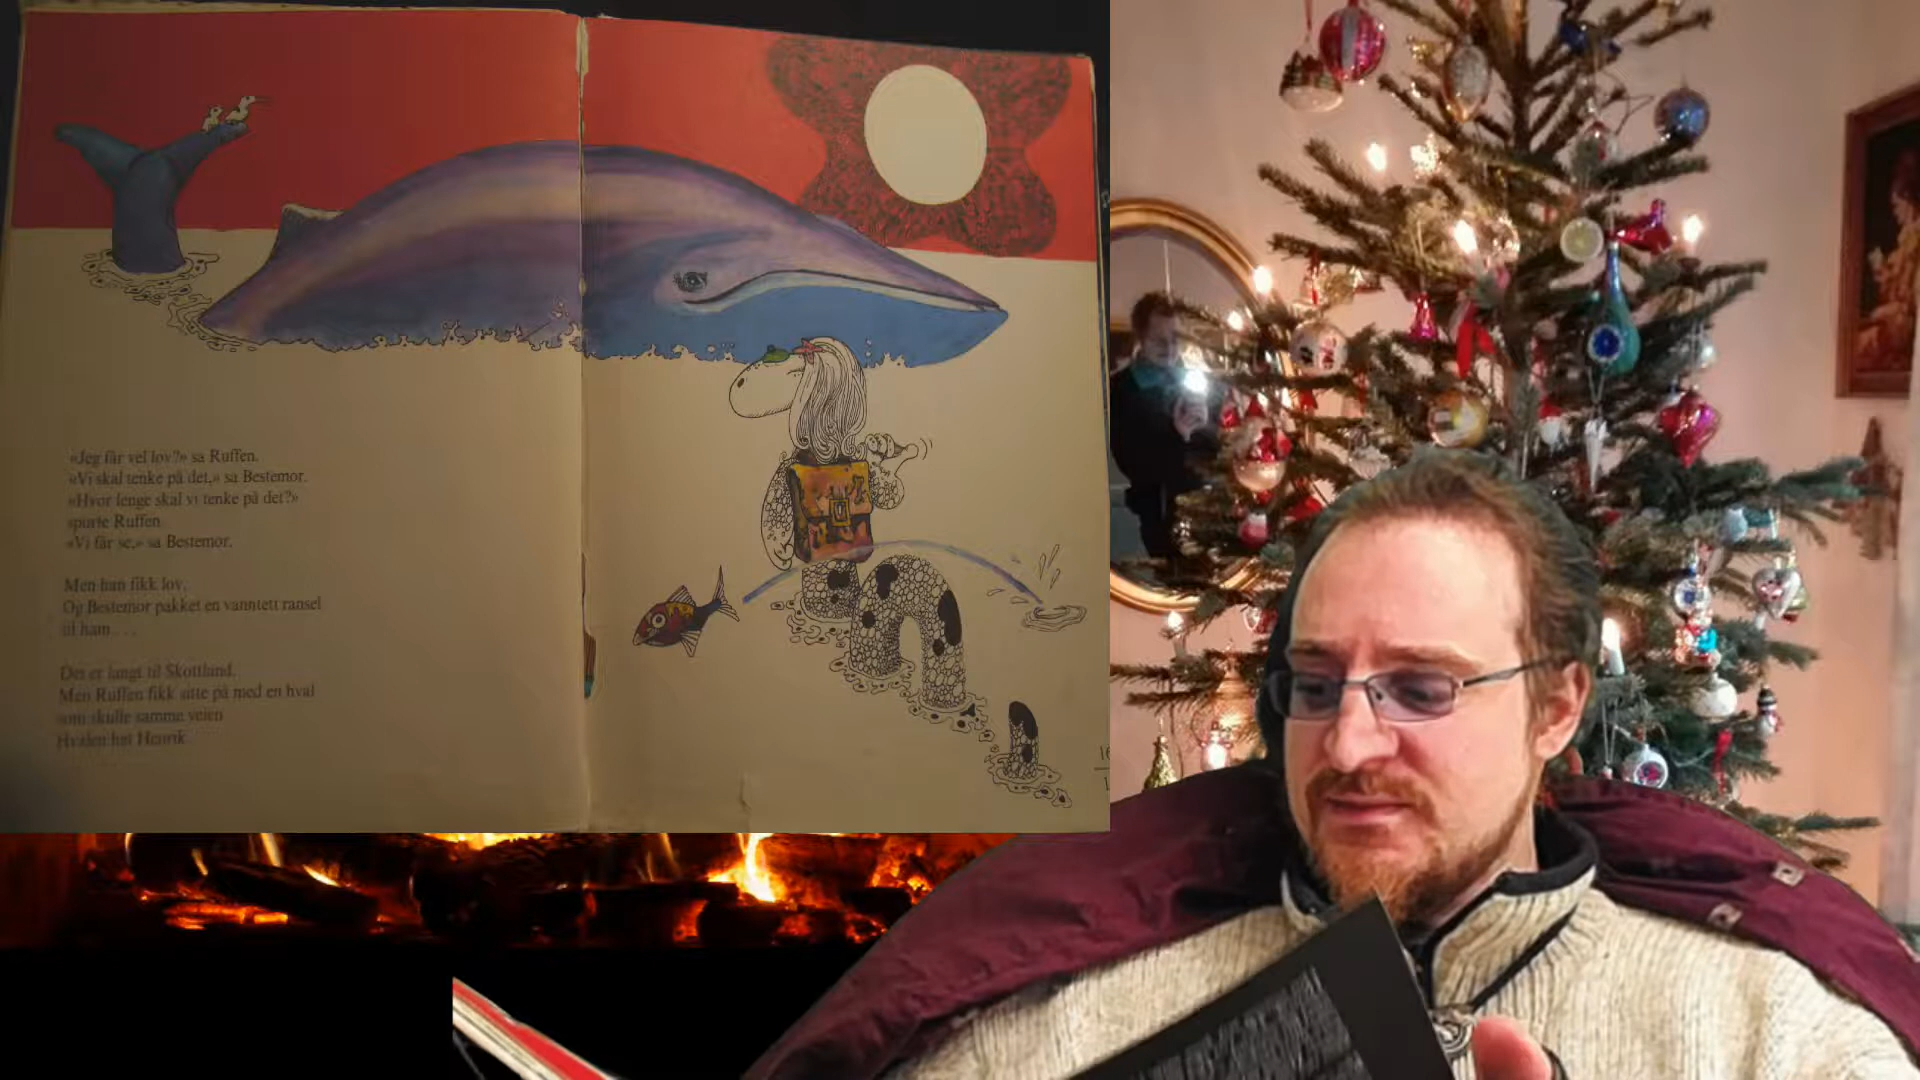 «Jeg får vel lov?» sa Ruffen.
«Vi skal tenke på det,» sa Bestemor.
«Hvor lenge skal vi tenke på det?»
spurte Ruffen.
«Vi får se,» sa Bestemor.
Men han fikk lov,
Og Bestemor pakket en vanntett ransel
til ham . . .
Det er langt til Skottland.
Men Ruffen fikk sitte på med en hval
som skulle samme veien
Hvalen het Henrik